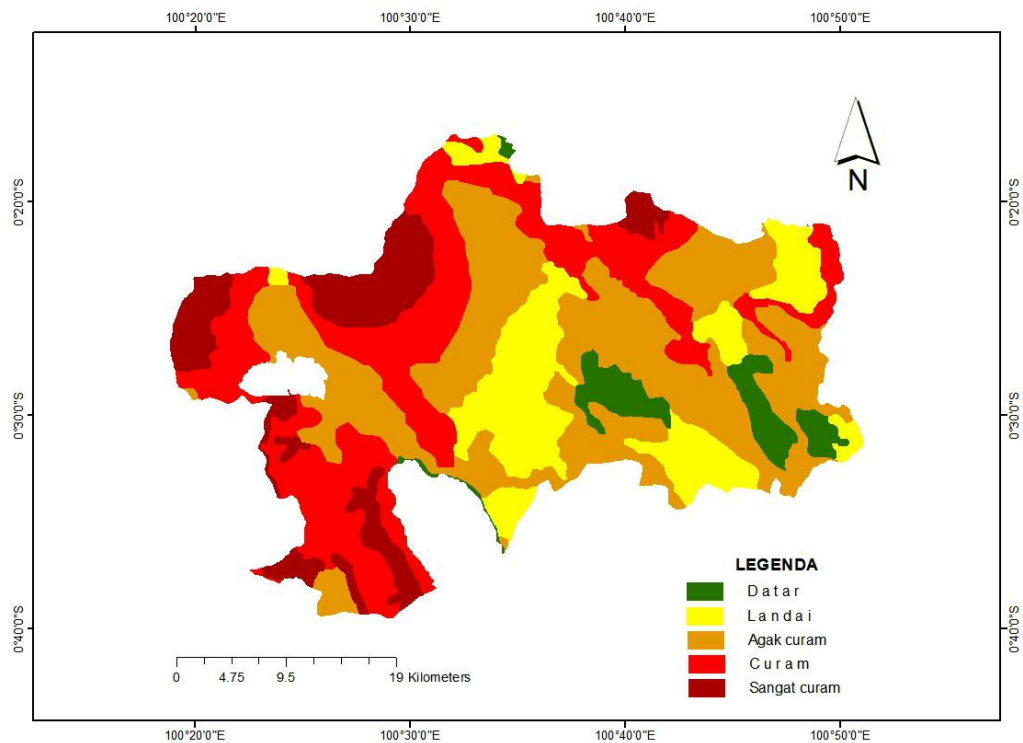 100°20'0"E 100°30'0"E 100°40'0"E 100°50'0"E
N
0°20'0"S 0°20'0"S
0°30'0"S 0°30'0"S
LEGENDA
Datar
Landai
Agak curam
Curam
Sangat curam
0°40'0"S 0°40'0"S
0 4.75 9.5 19 Kilometers
100°20'0"E 100°30'0"E 100°40'0"E 100°50'0"E